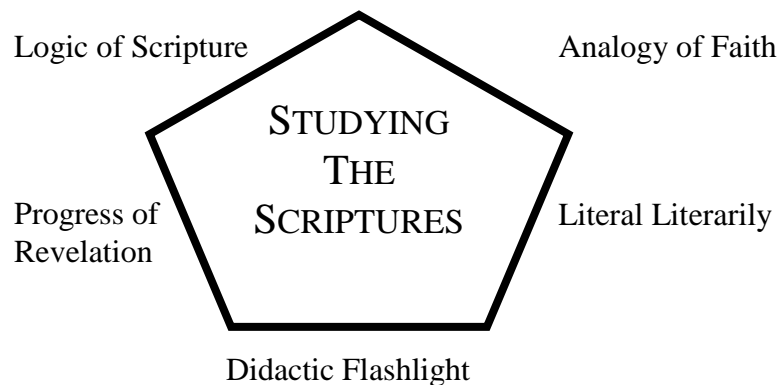 Logic of Scripture
Analogy of Faith
STUDYING
THE
SCRIPTURES
Progress of
Revelation
Literal Literarily
Didactic Flashlight